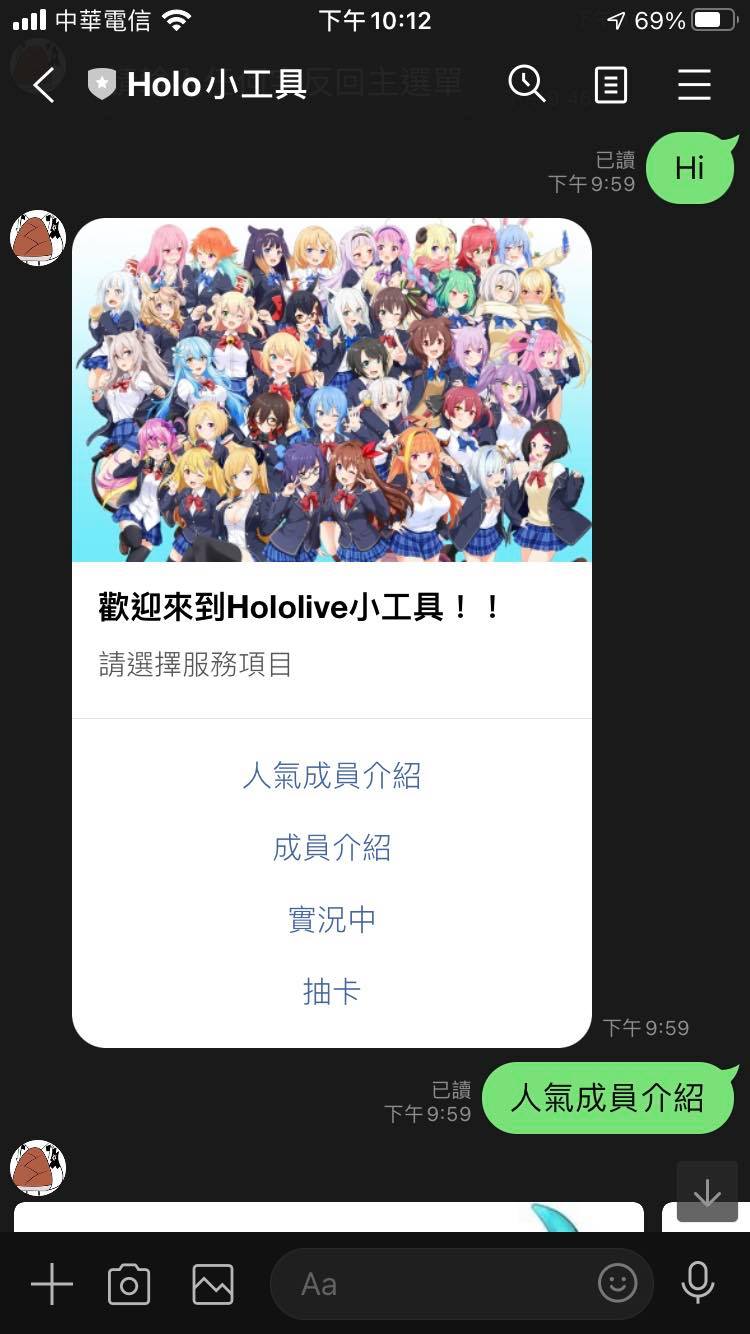 中華電信 下午10:12 69%
Holo小工具
反回主選單
已讀
下午9:59
Hi
歡迎來到Hololive小工具！！
請選擇服務項目
人氣成員介紹
成員介紹
實況中
抽卡
下午9:59
已讀
下午9:59
人氣成員介紹
Aa